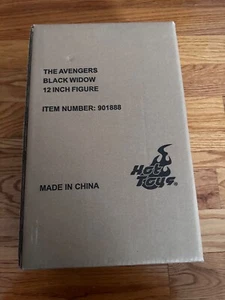 THE AVENGERS
BLACK WIDOW
12 INCH FIGURE
ITEM NUMBER: 901888
Hot
Toys
MADE IN CHINA